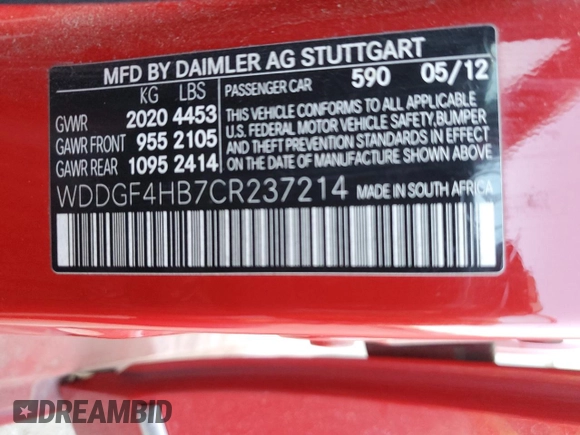 MFD BY DAIMLER AG STUTTGART
KG LBS
GVWR 2020 4453
GAWR FRONT 955 2105
GAWR REAR 1095 2414
PASSENGER CAR 590 05/12
THIS VEHICLE CONFORMS TO ALL APPLICABLE
U.S. FEDERAL MOTOR VEHICLE SAFETY, BUMPER
AND THEFT PREVENTION STANDARDS IN EFFECT
ON THE DATE OF MANUFACTURE SHOWN ABOVE.
WDDGF4HB7CR237214 MADE IN SOUTH AFRICA
DREAMBID